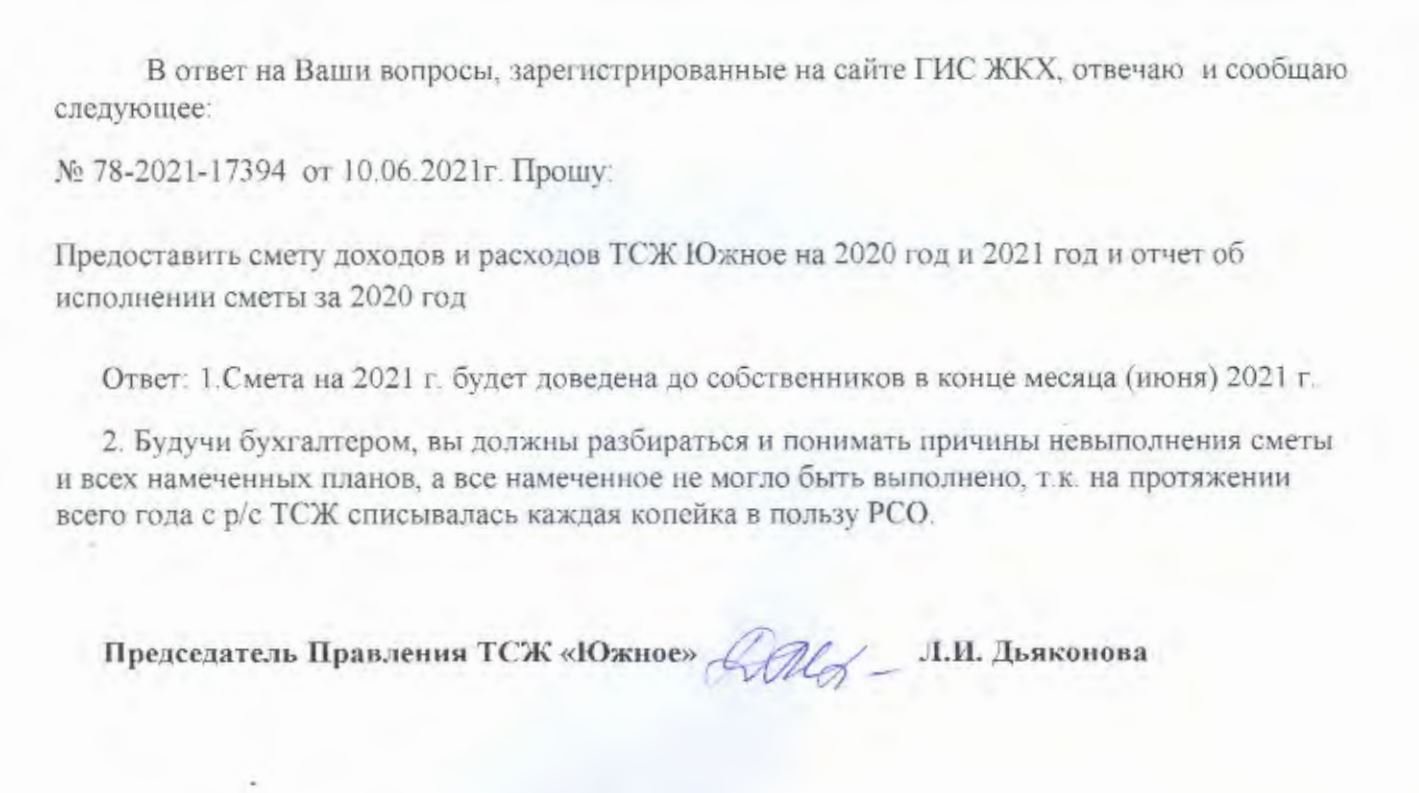 В ответ на Ваши вопросы, зарегистрированные на сайте ГИС ЖКХ, отвечаю и сообщаю
следующее:
№ 78-2021-17394 от 10.06.2021г. Прошу:
Предоставить смету доходов и расходов ТСЖ Южное на 2020 год и 2021 год и отчет об
исполнении сметы за 2020 год
Ответ: 1.Смета на 2021 г. будет доведена до собственников в конце месяца (июня) 2021 г.
2. Будучи бухгалтером, вы должны разбираться и понимать причины невыполнения сметы
и всех намеченных планов, а все намеченное не могло быть выполнено, т.к. на протяжении
всего года с р/с ТСЖ списывалась каждая копейка в пользу РСО.
Председатель Правления ТСЖ «Южное» Л.И. Дьяконова